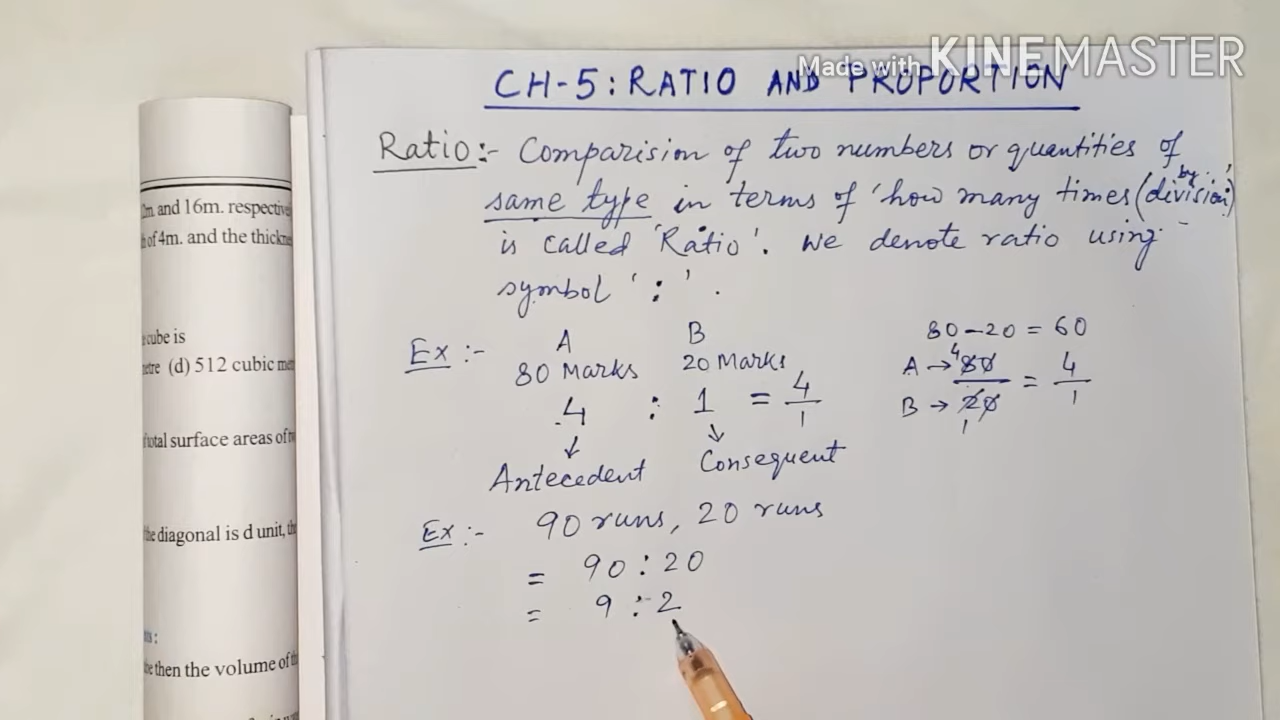 Made with KINEMASTER
CH-5: RATIO AND PROPORTION
Ratio:- Comparision of two numbers or quantities of
same type in terms of 'how many times (by division)'
is called 'Ratio'. We denote ratio using
symbol ':'.
Ex:- A B
80 Marks 20 Marks
4 : 1 = 4/1
Antecedent Consequent
80-20 = 60
A → 4 80
B → 20 1 = 4/1
Ex:- 90 runs, 20 runs
= 90 : 20
= 9 : 2
m. and 16m. respective
of 4m. and the thickne
cube is
etre (d) 512 cubic me
total surface areas of
the diagonal is d unit,
then the volume of